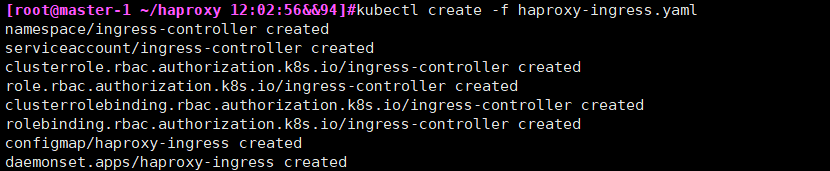 [root@master-1 ~/haproxy 12:02:56&&94]#kubectl create -f haproxy-ingress.yaml
namespace/ingress-controller created
serviceaccount/ingress-controller created
clusterrole.rbac.authorization.k8s.io/ingress-controller created
role.rbac.authorization.k8s.io/ingress-controller created
clusterrolebinding.rbac.authorization.k8s.io/ingress-controller created
rolebinding.rbac.authorization.k8s.io/ingress-controller created
configmap/haproxy-ingress created
daemonset.apps/haproxy-ingress created